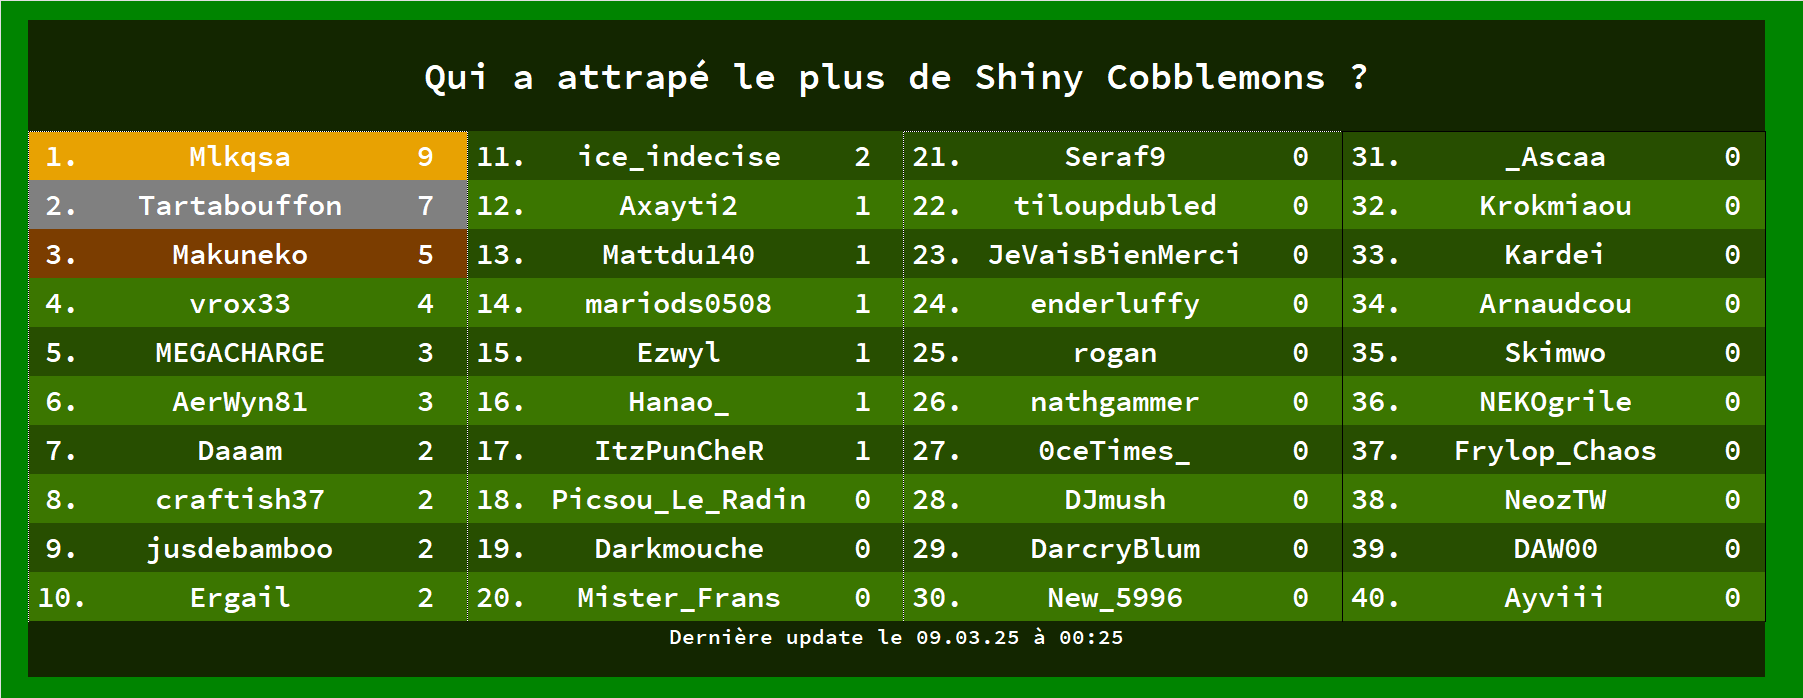 Qui a attrapé le plus de Shiny Cobblemons ?
1. Mlkqsa 9
2. Tartabouffon 7
3. Makuneko 5
4. vrox33 4
5. MEGACHARGE 3
6. AerWyn81 3
7. Daaam 2
8. craftish37 2
9. jusdebamboo 2
10. Ergail 2
11. ice_indecise 2
12. Axayti2 1
13. Mattdu140 1
14. mariods0508 1
15. Ezwyl 1
16. Hanao_ 1
17. ItzPunCheR 1
18. Picsou_Le_Radin 0
19. Darkmouche 0
20. Mister_Frans 0
21. Seraf9 0
22. tiloupdubled 0
23. JeVaisBienMerci 0
24. enderluffy 0
25. rogan 0
26. nathgammer 0
27. 0ceTimes_ 0
28. DJmush 0
29. DarcryBlum 0
30. New_5996 0
31. _Ascaa 0
32. Krokmiaou 0
33. Kardei 0
34. Arnaudcou 0
35. Skimwo 0
36. NEKOgrile 0
37. Frylop_Chaos 0
38. NeozTW 0
39. DAW00 0
40. Ayviii 0
Dernière update le 09.03.25 à 00:25